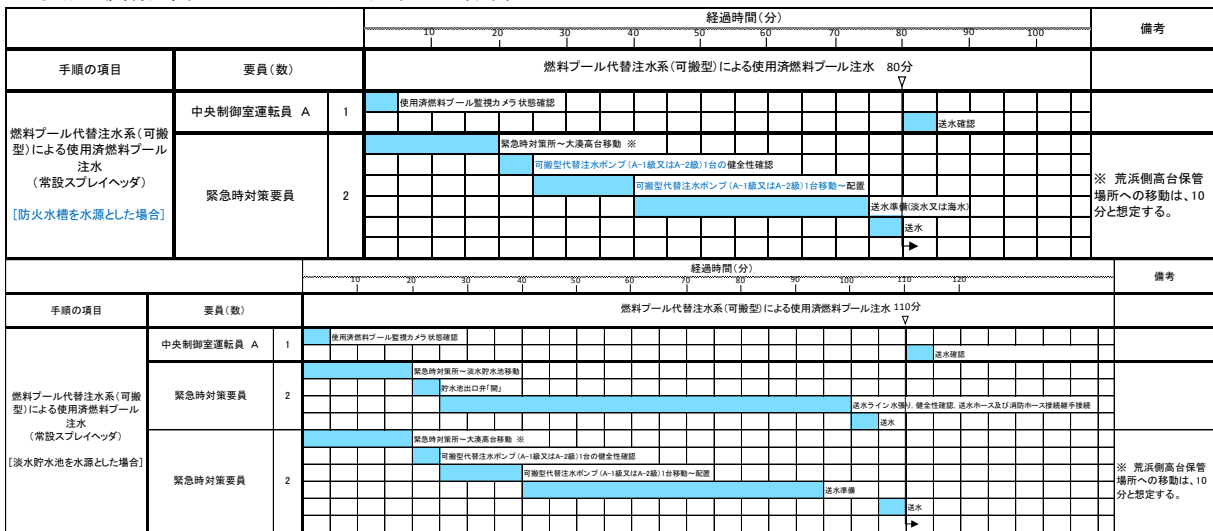 経過時間(分)
備考
10 20 30 40 50 60 70 80 90 100
手順の項目
要員(数)
燃料プール代替注水系(可搬型)による使用済燃料プール注水 80分
▽
燃料プール代替注水系(可搬
型)による使用済燃料プール
注水
(常設スプレイヘッダ)
[防火水槽を水源とした場合]
中央制御室運転員 A
1
使用済燃料プール監視カメラ状態確認
送水確認
緊急時対策要員
2
緊急時対策所~大湊高台移動 ※
可搬型代替注水ポンプ(A-1級又はA-2級)1台の健全性確認
可搬型代替注水ポンプ(A-1級又はA-2級)1台移動~配置
送水準備(淡水又は海水)
送水
※ 荒浜側高台保管
場所への移動は、10
分と想定する。
経過時間(分)
備考
10 20 30 40 50 60 70 80 90 100 110 120
手順の項目
要員(数)
燃料プール代替注水系(可搬型)による使用済燃料プール注水 110分
▽
燃料プール代替注水系(可搬
型)による使用済燃料プール
注水
(常設スプレイヘッダ)
[淡水貯水池を水源とした場合]
中央制御室運転員 A
1
使用済燃料プール監視カメラ状態確認
送水確認
緊急時対策要員
2
緊急時対策所~淡水貯水池移動
貯水池出口弁「開」
送水ライン水張り、健全性確認、送水ホース及び消防ホース接続継手接続
送水
緊急時対策要員
2
緊急時対策所~大湊高台移動 ※
可搬型代替注水ポンプ(A-1級又はA-2級)1台の健全性確認
可搬型代替注水ポンプ(A-1級又はA-2級)1台移動~配置
送水準備
送水
※ 荒浜側高台保管
場所への移動は、10
分と想定する。